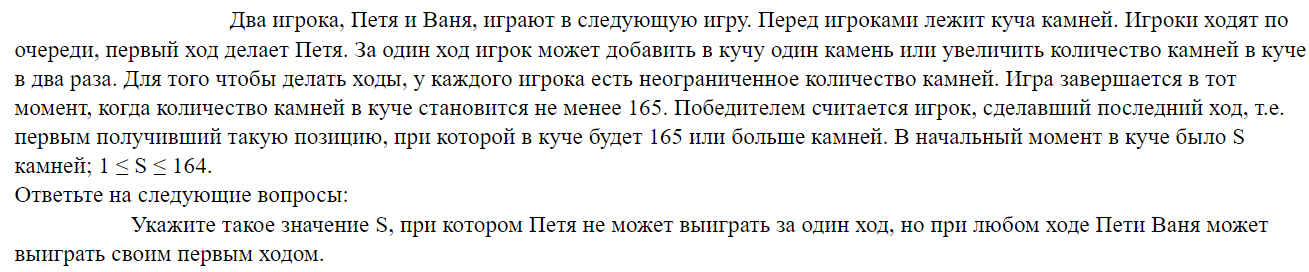 Два игрока, Петя и Ваня, играют в следующую игру. Перед игроками лежит куча камней. Игроки ходят по
очереди, первый ход делает Петя. За один ход игрок может добавить в кучу один камень или увеличить количество камней в куче
в два раза. Для того чтобы делать ходы, у каждого игрока есть неограниченное количество камней. Игра завершается в тот
момент, когда количество камней в куче становится не менее 165. Победителем считается игрок, сделавший последний ход, т.е.
первым получивший такую позицию, при которой в куче будет 165 или больше камней. В начальный момент в куче было S
камней; 1 ≤ S ≤ 164.
Ответьте на следующие вопросы:
Укажите такое значение S, при котором Петя не может выиграть за один ход, но при любом ходе Пети Ваня может
выиграть своим первым ходом.